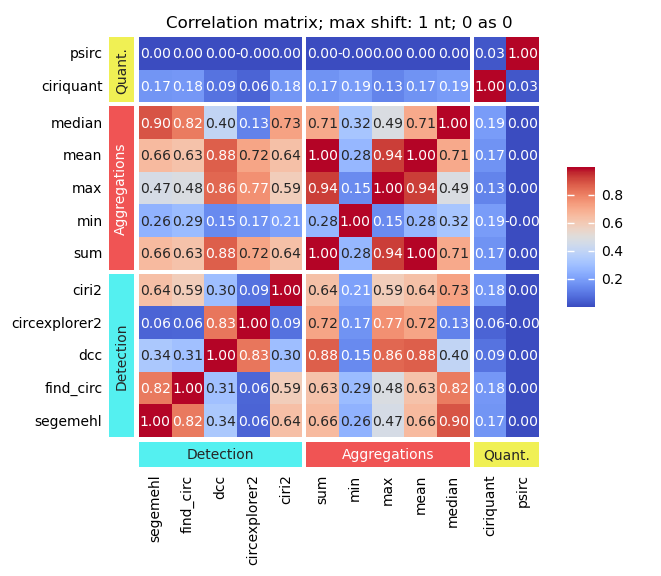 Correlation matrix; max shift: 1 nt; 0 as 0
psirc 0.00 0.00 0.00 -0.00 0.00 0.00 -0.00 0.00 0.00 0.00 0.03 1.00
ciriquant 0.17 0.18 0.09 0.06 0.18 0.17 0.19 0.13 0.17 0.19 1.00 0.03
Quant.
median 0.90 0.82 0.40 0.13 0.73 0.71 0.32 0.49 0.71 1.00 0.19 0.00
mean 0.66 0.63 0.88 0.72 0.64 1.00 0.28 0.94 1.00 0.71 0.17 0.00
max 0.47 0.48 0.86 0.77 0.59 0.94 0.15 1.00 0.94 0.49 0.13 0.00
min 0.26 0.29 0.15 0.17 0.21 0.28 1.00 0.15 0.28 0.32 0.19 -0.00
sum 0.66 0.63 0.88 0.72 0.64 1.00 0.28 0.94 1.00 0.71 0.17 0.00
Aggregations
ciri2 0.64 0.59 0.30 0.09 1.00 0.64 0.21 0.59 0.64 0.73 0.18 0.00
circexplorer2 0.06 0.06 0.83 1.00 0.09 0.72 0.17 0.77 0.72 0.13 0.06 -0.00
dcc 0.34 0.31 1.00 0.83 0.30 0.88 0.15 0.86 0.88 0.40 0.09 0.00
find_circ 0.82 1.00 0.31 0.06 0.59 0.63 0.29 0.48 0.63 0.82 0.18 0.00
segemehl 1.00 0.82 0.34 0.06 0.64 0.66 0.26 0.47 0.66 0.90 0.17 0.00
Detection
Detection Aggregations Quant.
segemehl
find_circ
dcc
circexplorer2
ciri2
sum
min
max
mean
median
ciriquant
psirc
0.8
0.6
0.4
0.2